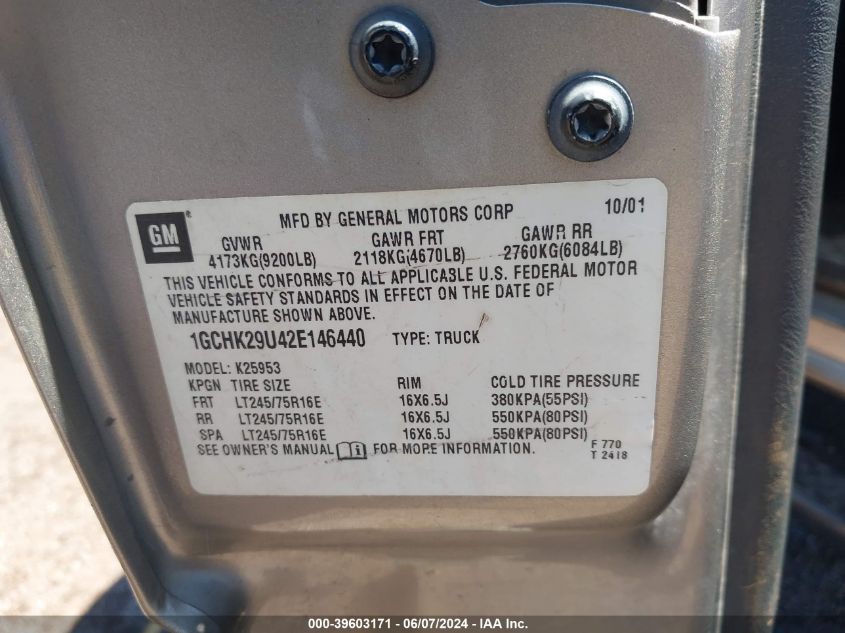 GM ®
MFD BY GENERAL MOTORS CORP 10/01
GVWR GAWR FRT GAWR RR
4173KG(9200LB) 2118KG(4670LB) 2760KG(6084LB)
THIS VEHICLE CONFORMS TO ALL APPLICABLE U.S. FEDERAL MOTOR
VEHICLE SAFETY STANDARDS IN EFFECT ON THE DATE OF
MANUFACTURE SHOWN ABOVE.
1GCHK29U42E146440 TYPE: TRUCK
MODEL: K25953
KPGN TIRE SIZE RIM COLD TIRE PRESSURE
FRT LT245/75R16E 16X6.5J 380KPA(55PSI)
RR LT245/75R16E 16X6.5J 550KPA(80PSI)
SPA LT245/75R16E 16X6.5J 550KPA(80PSI)
SEE OWNER'S MANUAL FOR MORE INFORMATION.
F 770
T 2418
000-39603171 - 06/07/2024 - IAA Inc.